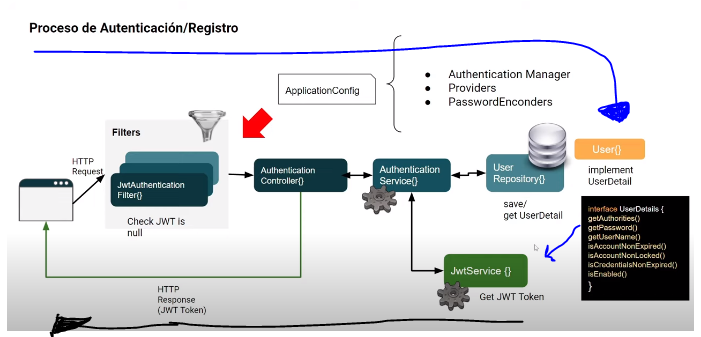 Proceso de Autenticación/Registro
ApplicationConfig
● Authentication Manager
● Providers
● PasswordEnconders
Filters
HTTP
Request
JwtAuthentication
Filter{}
Check JWT is
null
Authentication
Controller{}
Authentication
Service{}
User
Repository{}
save/
get UserDetail
User{}
implement
UserDetail
interface UserDetails {
getAuthorities()
getPassword()
getUserName()
isAccountNonExpired()
isAccountNonLocked()
isCredentialsNonExpired()
isEnabled()
}
JwtService {}
Get JWT Token
HTTP
Response
(JWT Token)